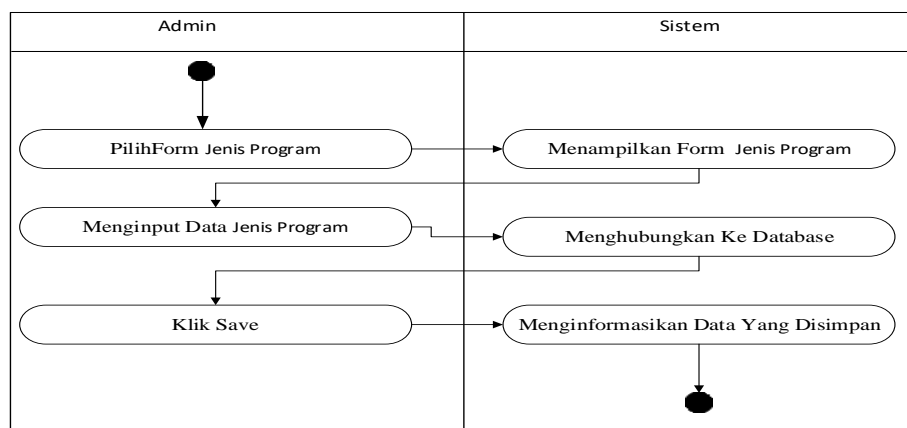 Admin
Sistem
PilihForm Jenis Program
Menampilkan Form Jenis Program
Menginput Data Jenis Program
Menghubungkan Ke Database
Klik Save
Menginformasikan Data Yang Disimpan